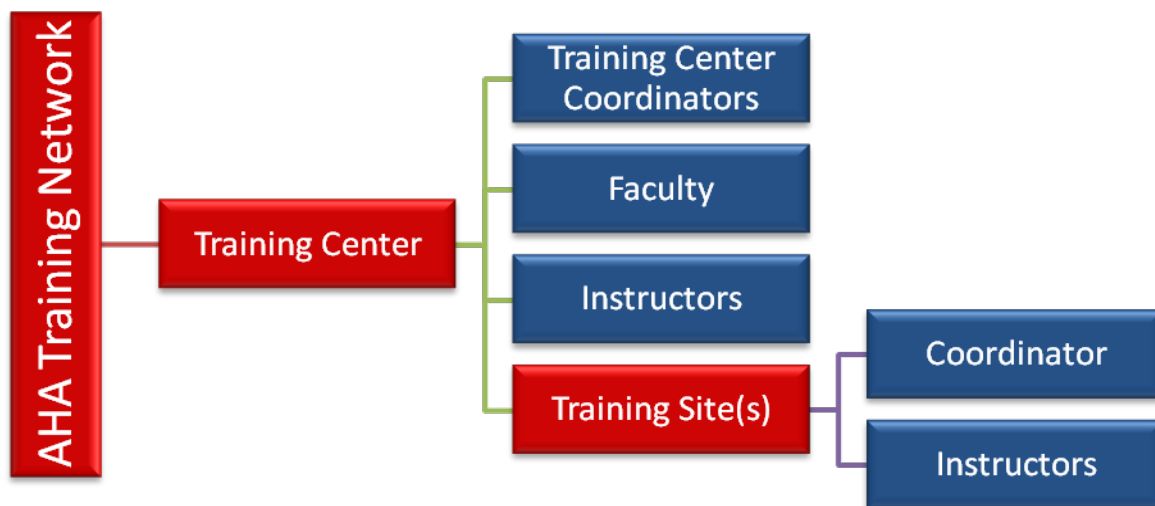 AHA Training Network
Training Center
Training Center
Coordinators
Faculty
Instructors
Training Site(s)
Coordinator
Instructors